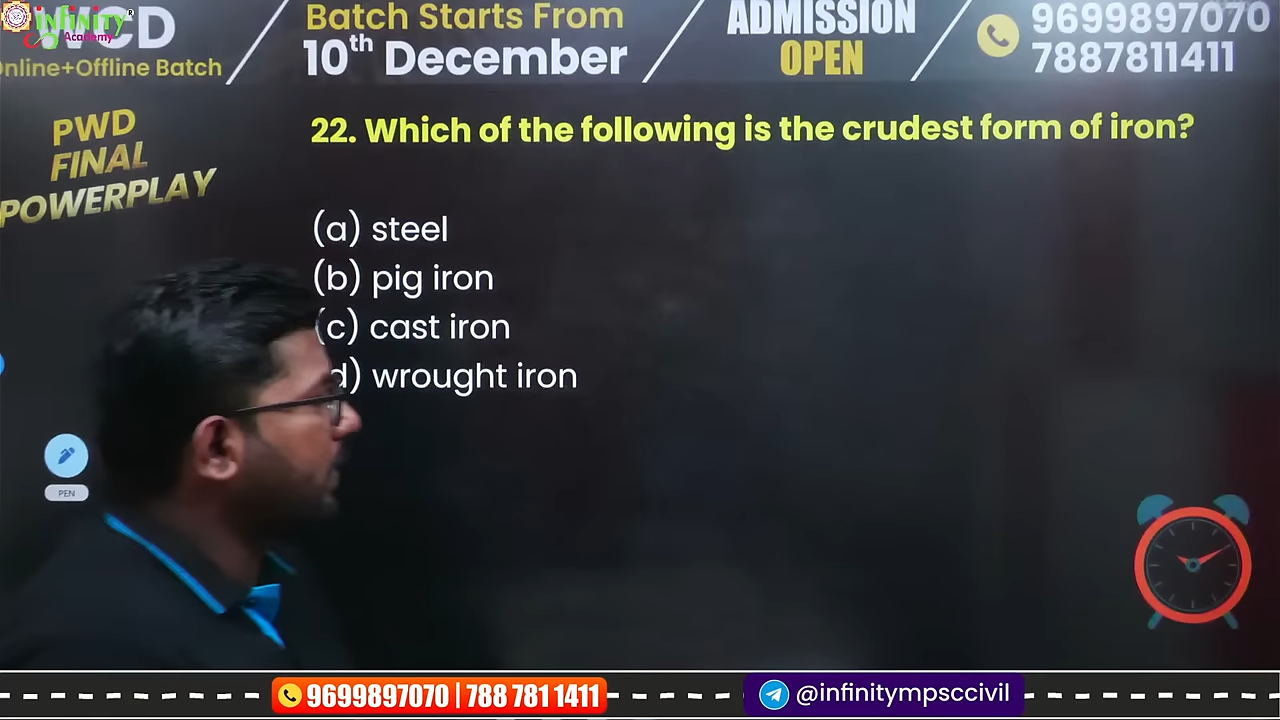 infinity®
Academy
Online+Offline Batch
Batch Starts From
10th December
ADMISSION
OPEN
9699897070
7887811411
PWD
FINAL
POWERPLAY
22. Which of the following is the crudest form of iron?
(a) steel
(b) pig iron
(c) cast iron
d) wrought iron
PEN
9699897070 | 788 781 1411
@infinitympsccivil